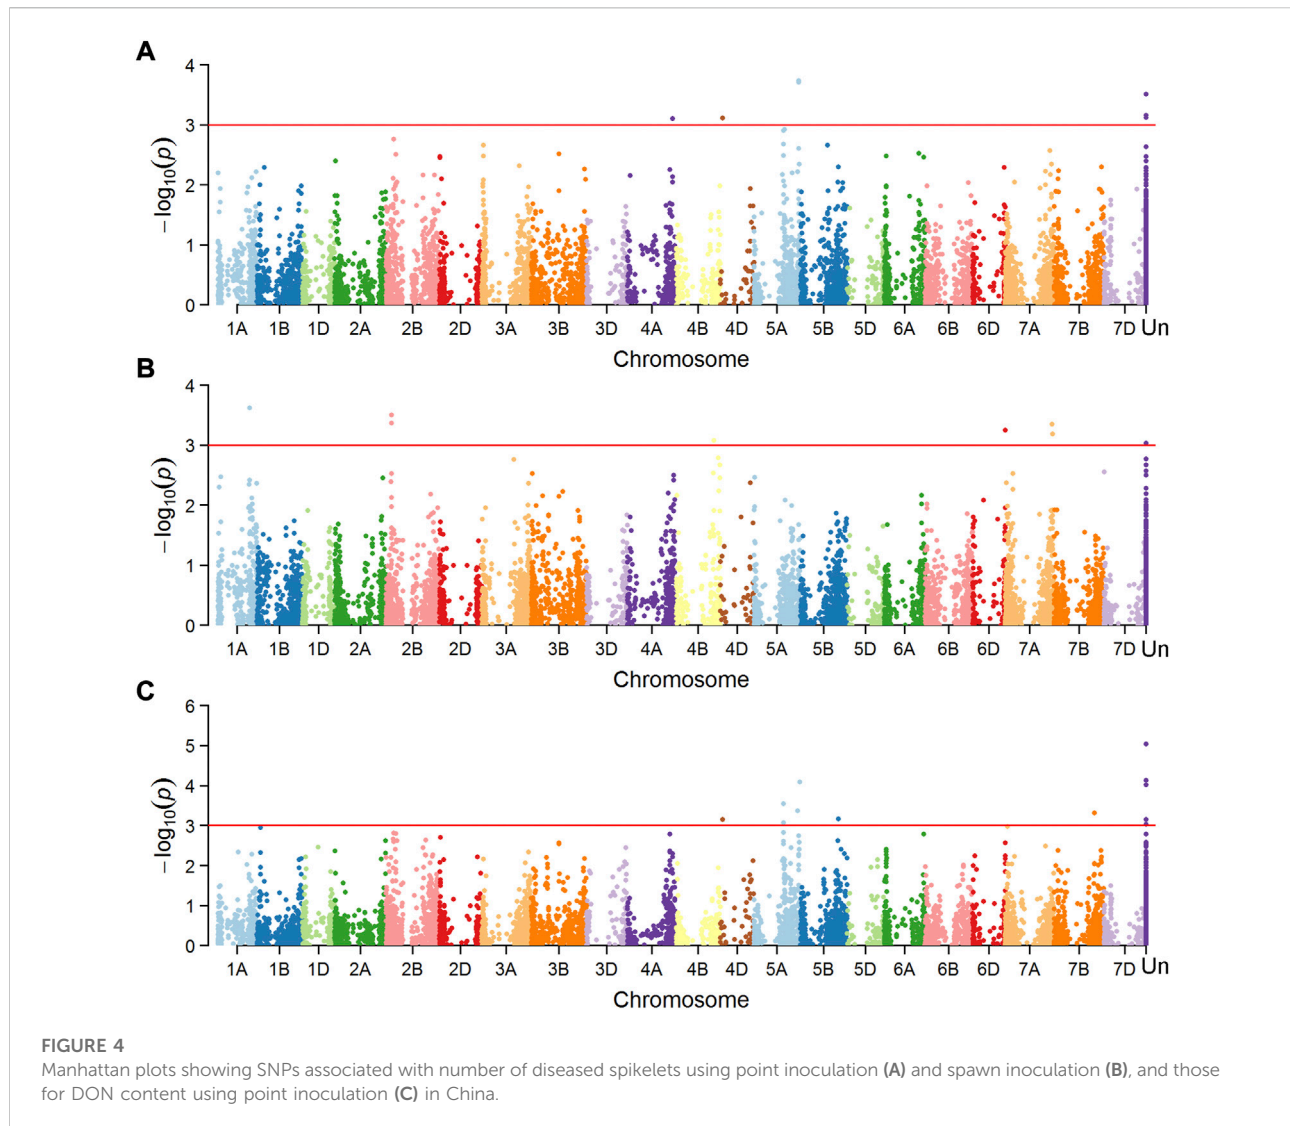 A
4
3
2
1
0
−log10(p)
1A 1B 1D 2A 2B 2D 3A 3B 3D 4A 4B 4D 5A 5B 5D 6A 6B 6D 7A 7B 7D Un
Chromosome
B
4
3
2
1
0
−log10(p)
1A 1B 1D 2A 2B 2D 3A 3B 3D 4A 4B 4D 5A 5B 5D 6A 6B 6D 7A 7B 7D Un
Chromosome
C
6
5
4
3
2
1
0
−log10(p)
1A 1B 1D 2A 2B 2D 3A 3B 3D 4A 4B 4D 5A 5B 5D 6A 6B 6D 7A 7B 7D Un
Chromosome
FIGURE 4
Manhattan plots showing SNPs associated with number of diseased spikelets using point inoculation (A) and spawn inoculation (B), and those
for DON content using point inoculation (C) in China.